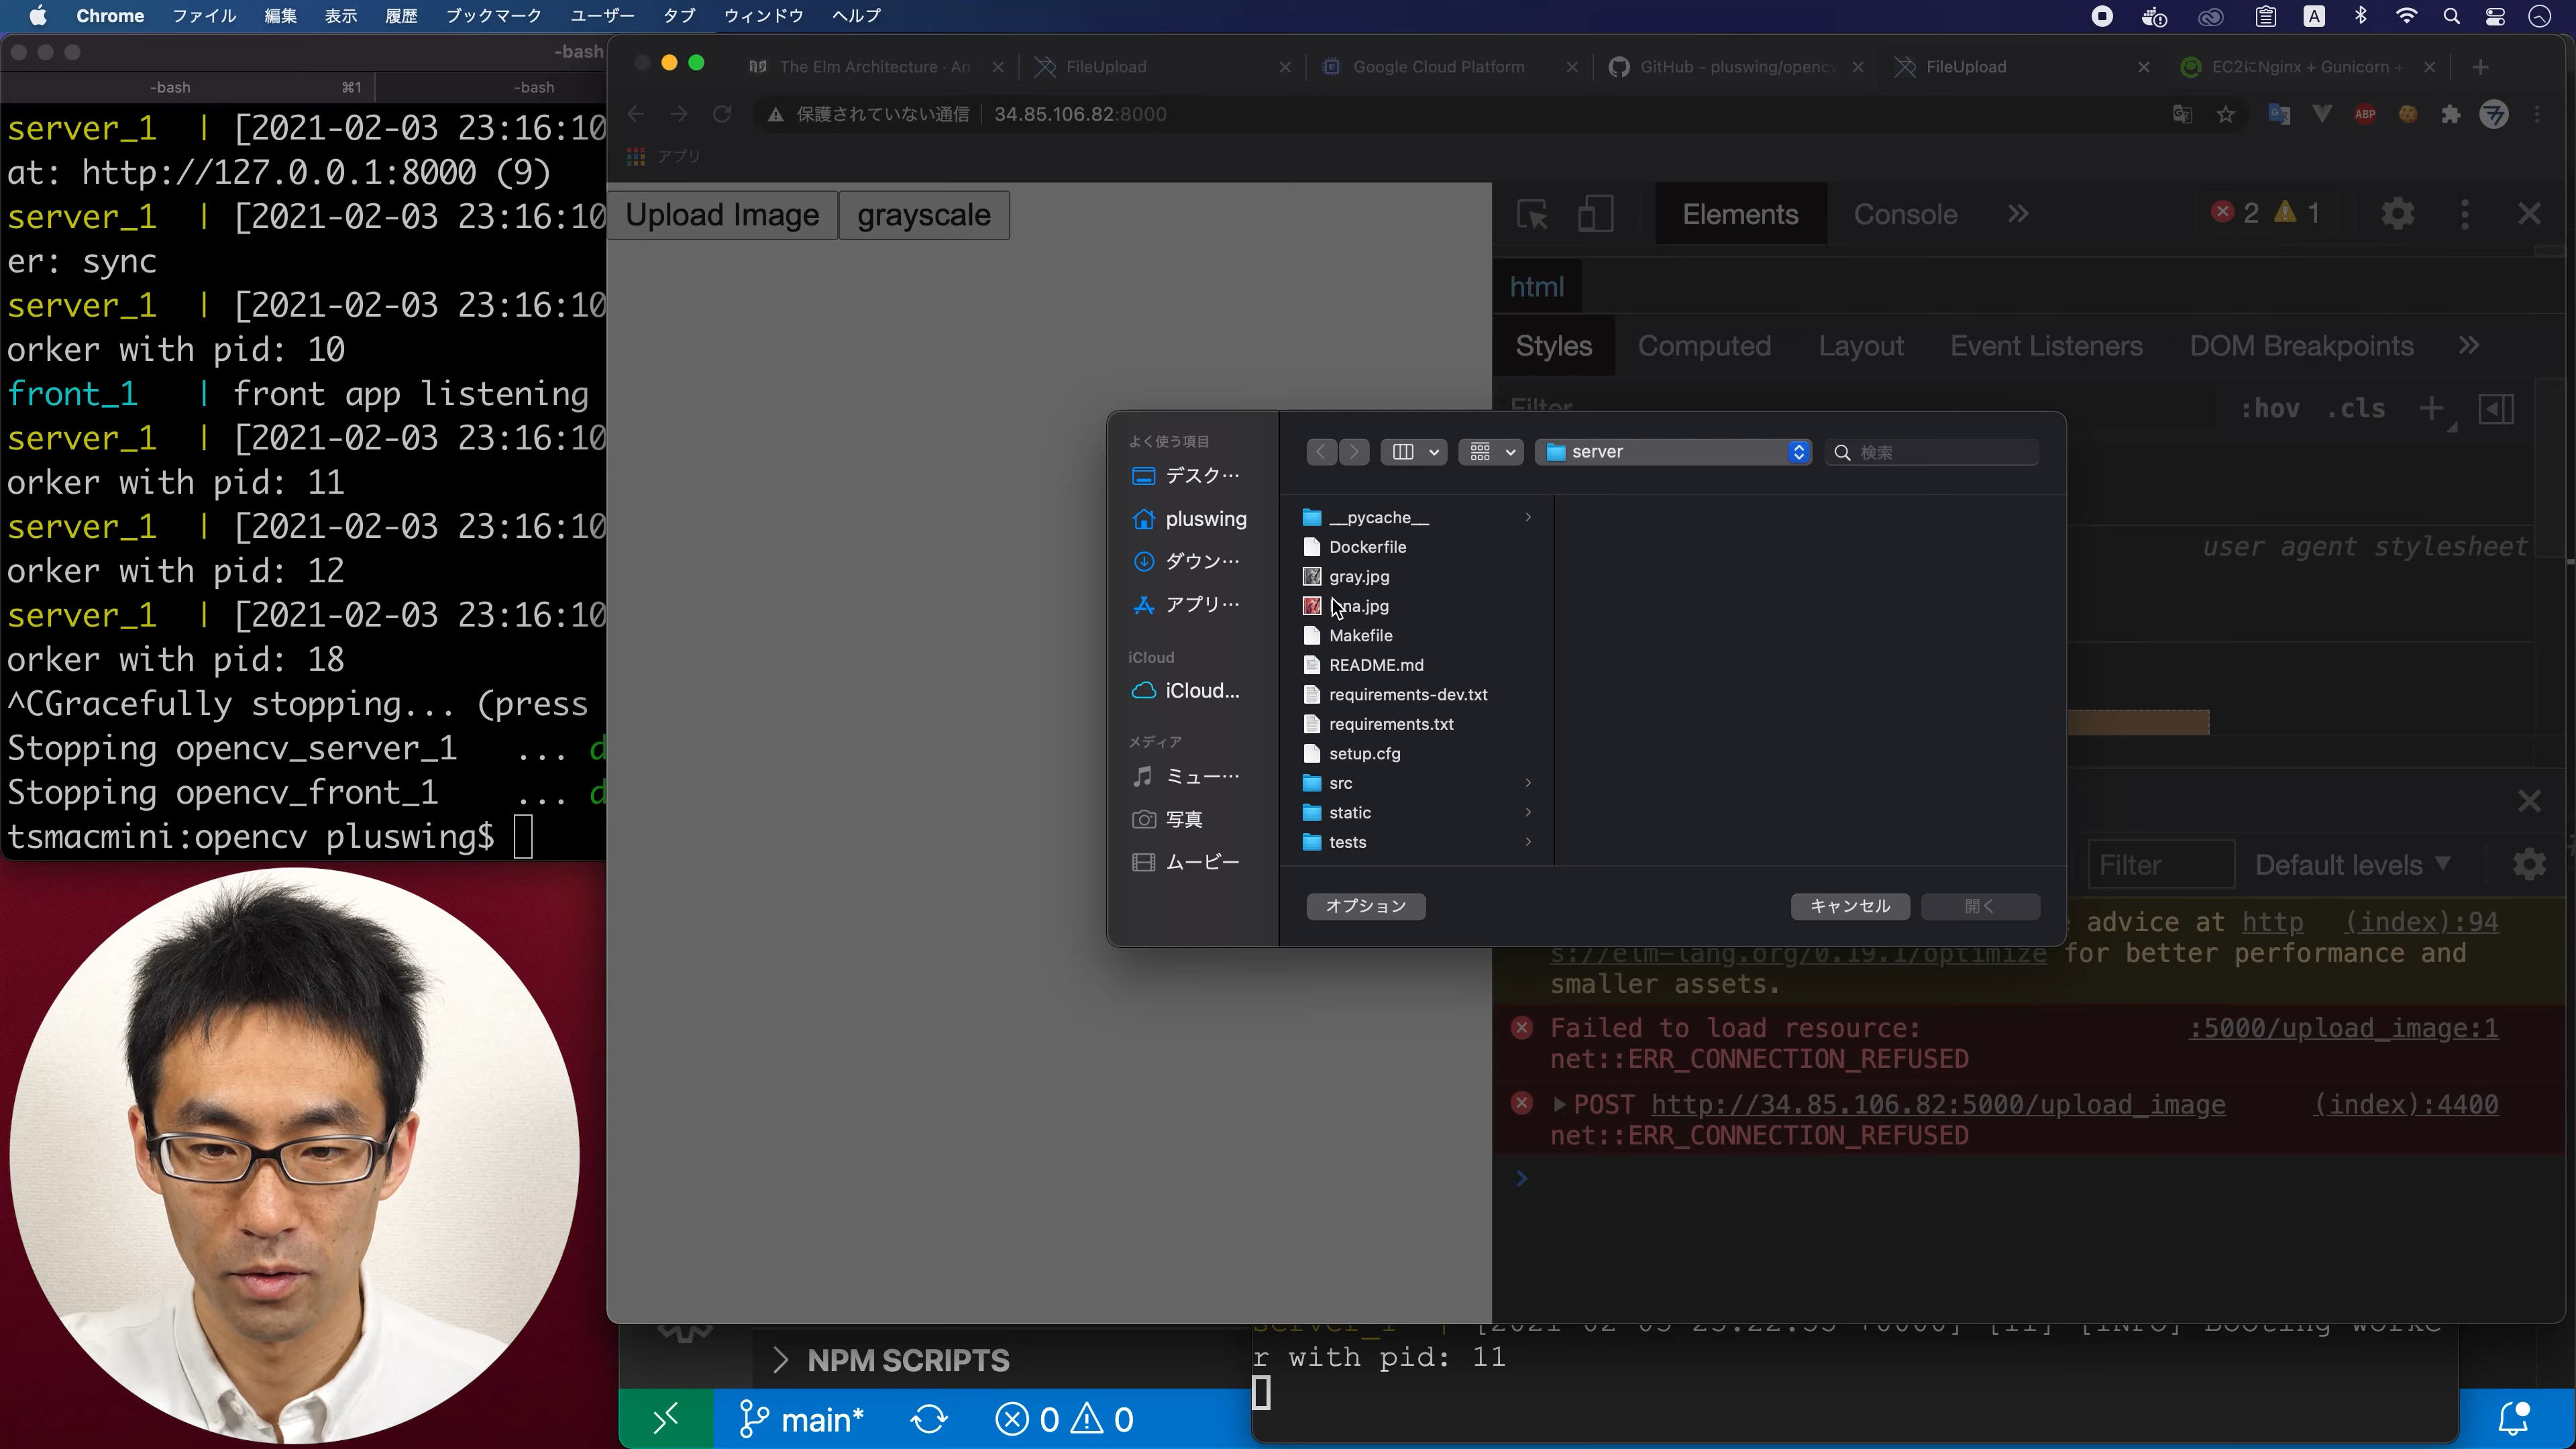 Chrome ファイル 編集 表示 履歴 ブックマーク ユーザー タブ ウィンドウ ヘルプ
A
-bash
-bash ⌘1 -bash
server_1 | [2021-02-03 23:16:10
at: http://127.0.0.1:8000 (9)
server_1 | [2021-02-03 23:16:10
er: sync
server_1 | [2021-02-03 23:16:10
orker with pid: 10
front_1 | front app listening
server_1 | [2021-02-03 23:16:10
orker with pid: 11
server_1 | [2021-02-03 23:16:10
orker with pid: 12
server_1 | [2021-02-03 23:16:10
orker with pid: 18
^CGracefully stopping... (press
Stopping opencv_server_1 ... d
Stopping opencv_front_1 ... d
tsmacmini:opencv pluswing$
The Elm Architecture · An FileUpload Google Cloud Platform GitHub - pluswing/opencv FileUpload EC2にNginx + Gunicorn +
保護されていない通信 34.85.106.82:8000
ABP
アプリ
Upload Image grayscale
Elements Console » 2 1
html
Styles Computed Layout Event Listeners DOM Breakpoints »
Filter :hov .cls
user agent stylesheet
よく使う項目
デスク…
pluswing
ダウン…
アプリ…
iCloud
iCloud…
メディア
ミュー…
写真
ムービー
server
検索
__pycache__
Dockerfile
gray.jpg
na.jpg
Makefile
README.md
requirements-dev.txt
requirements.txt
setup.cfg
src
static
tests
オプション キャンセル 開く
Filter Default levels ▼
advice at http (index):94
s://elm-lang.org/0.19.1/optimize for better performance and
smaller assets.
Failed to load resource: :5000/upload_image:1
net::ERR_CONNECTION_REFUSED
POST http://34.85.106.82:5000/upload_image (index):4400
net::ERR_CONNECTION_REFUSED
NPM SCRIPTS
r with pid: 11
main* 0 0